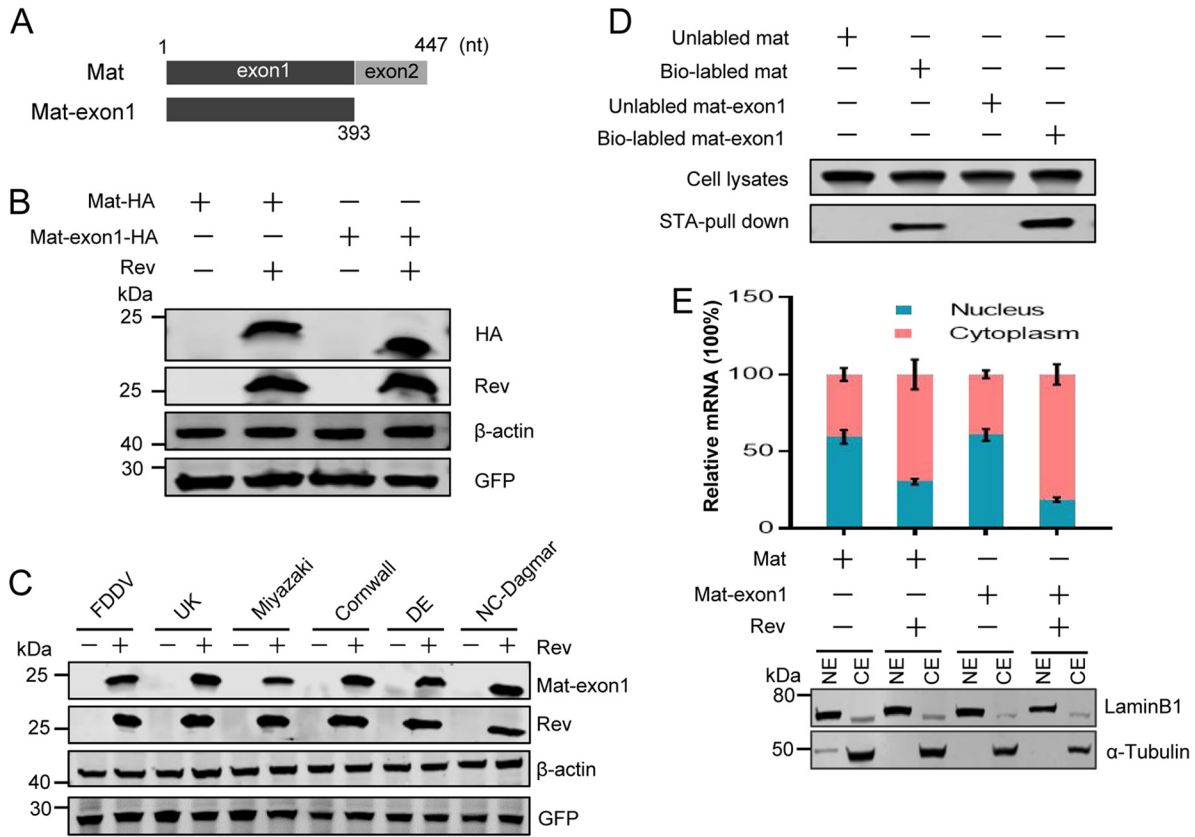 A
1 447 (nt)
Mat exon1 exon2
Mat-exon1
393
B
Mat-HA + + − −
Mat-exon1-HA − − + +
Rev − + − +
kDa
25 HA
25 Rev
40 β-actin
30 GFP
C
FDDV UK Miyazaki Cornwall DE NC-Dagmar
− + − + − + − + − + − + Rev
kDa
25 Mat-exon1
25 Rev
40 β-actin
30 GFP
D
Unlabled mat + − − −
Bio-labled mat − + − −
Unlabled mat-exon1 − − + −
Bio-labled mat-exon1 − − − +
Cell lysates
STA-pull down
E
Relative mRNA (100%)
150
100
50
0
Nucleus
Cytoplasm
Mat + + − −
Mat-exon1 − − + +
Rev − + − +
kDa NE CE NE CE NE CE NE CE
80 LaminB1
50 α-Tubulin